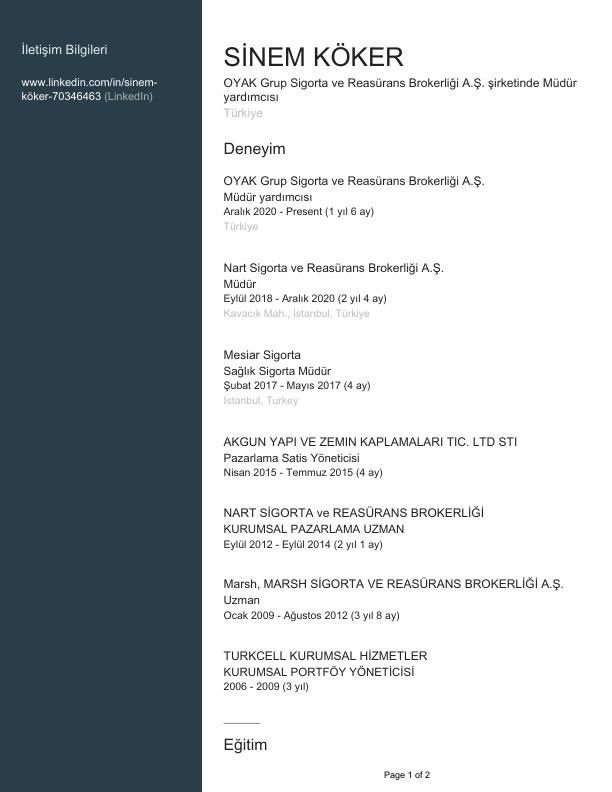 İletişim Bilgileri
www.linkedin.com/in/sinem-
köker-70346463 (LinkedIn)
SİNEM KÖKER
OYAK Grup Sigorta ve Reasürans Brokerliği A.Ş. şirketinde Müdür
yardımcısı
Türkiye
Deneyim
OYAK Grup Sigorta ve Reasürans Brokerliği A.Ş.
Müdür yardımcısı
Aralık 2020 - Present (1 yıl 6 ay)
Türkiye
Nart Sigorta ve Reasürans Brokerliği A.Ş.
Müdür
Eylül 2018 - Aralık 2020 (2 yıl 4 ay)
Kavacık Mah., İstanbul, Türkiye
Mesiar Sigorta
Sağlık Sigorta Müdür
Şubat 2017 - Mayıs 2017 (4 ay)
Istanbul, Turkey
AKGUN YAPI VE ZEMIN KAPLAMALARI TIC. LTD STI
Pazarlama Satis Yöneticisi
Nisan 2015 - Temmuz 2015 (4 ay)
NART SİGORTA ve REASÜRANS BROKERLİĞİ
KURUMSAL PAZARLAMA UZMAN
Eylül 2012 - Eylül 2014 (2 yıl 1 ay)
Marsh, MARSH SİGORTA VE REASÜRANS BROKERLİĞİ A.Ş.
Uzman
Ocak 2009 - Ağustos 2012 (3 yıl 8 ay)
TURKCELL KURUMSAL HİZMETLER
KURUMSAL PORTFÖY YÖNETİCİSİ
2006 - 2009 (3 yıl)
Eğitim
Page 1 of 2